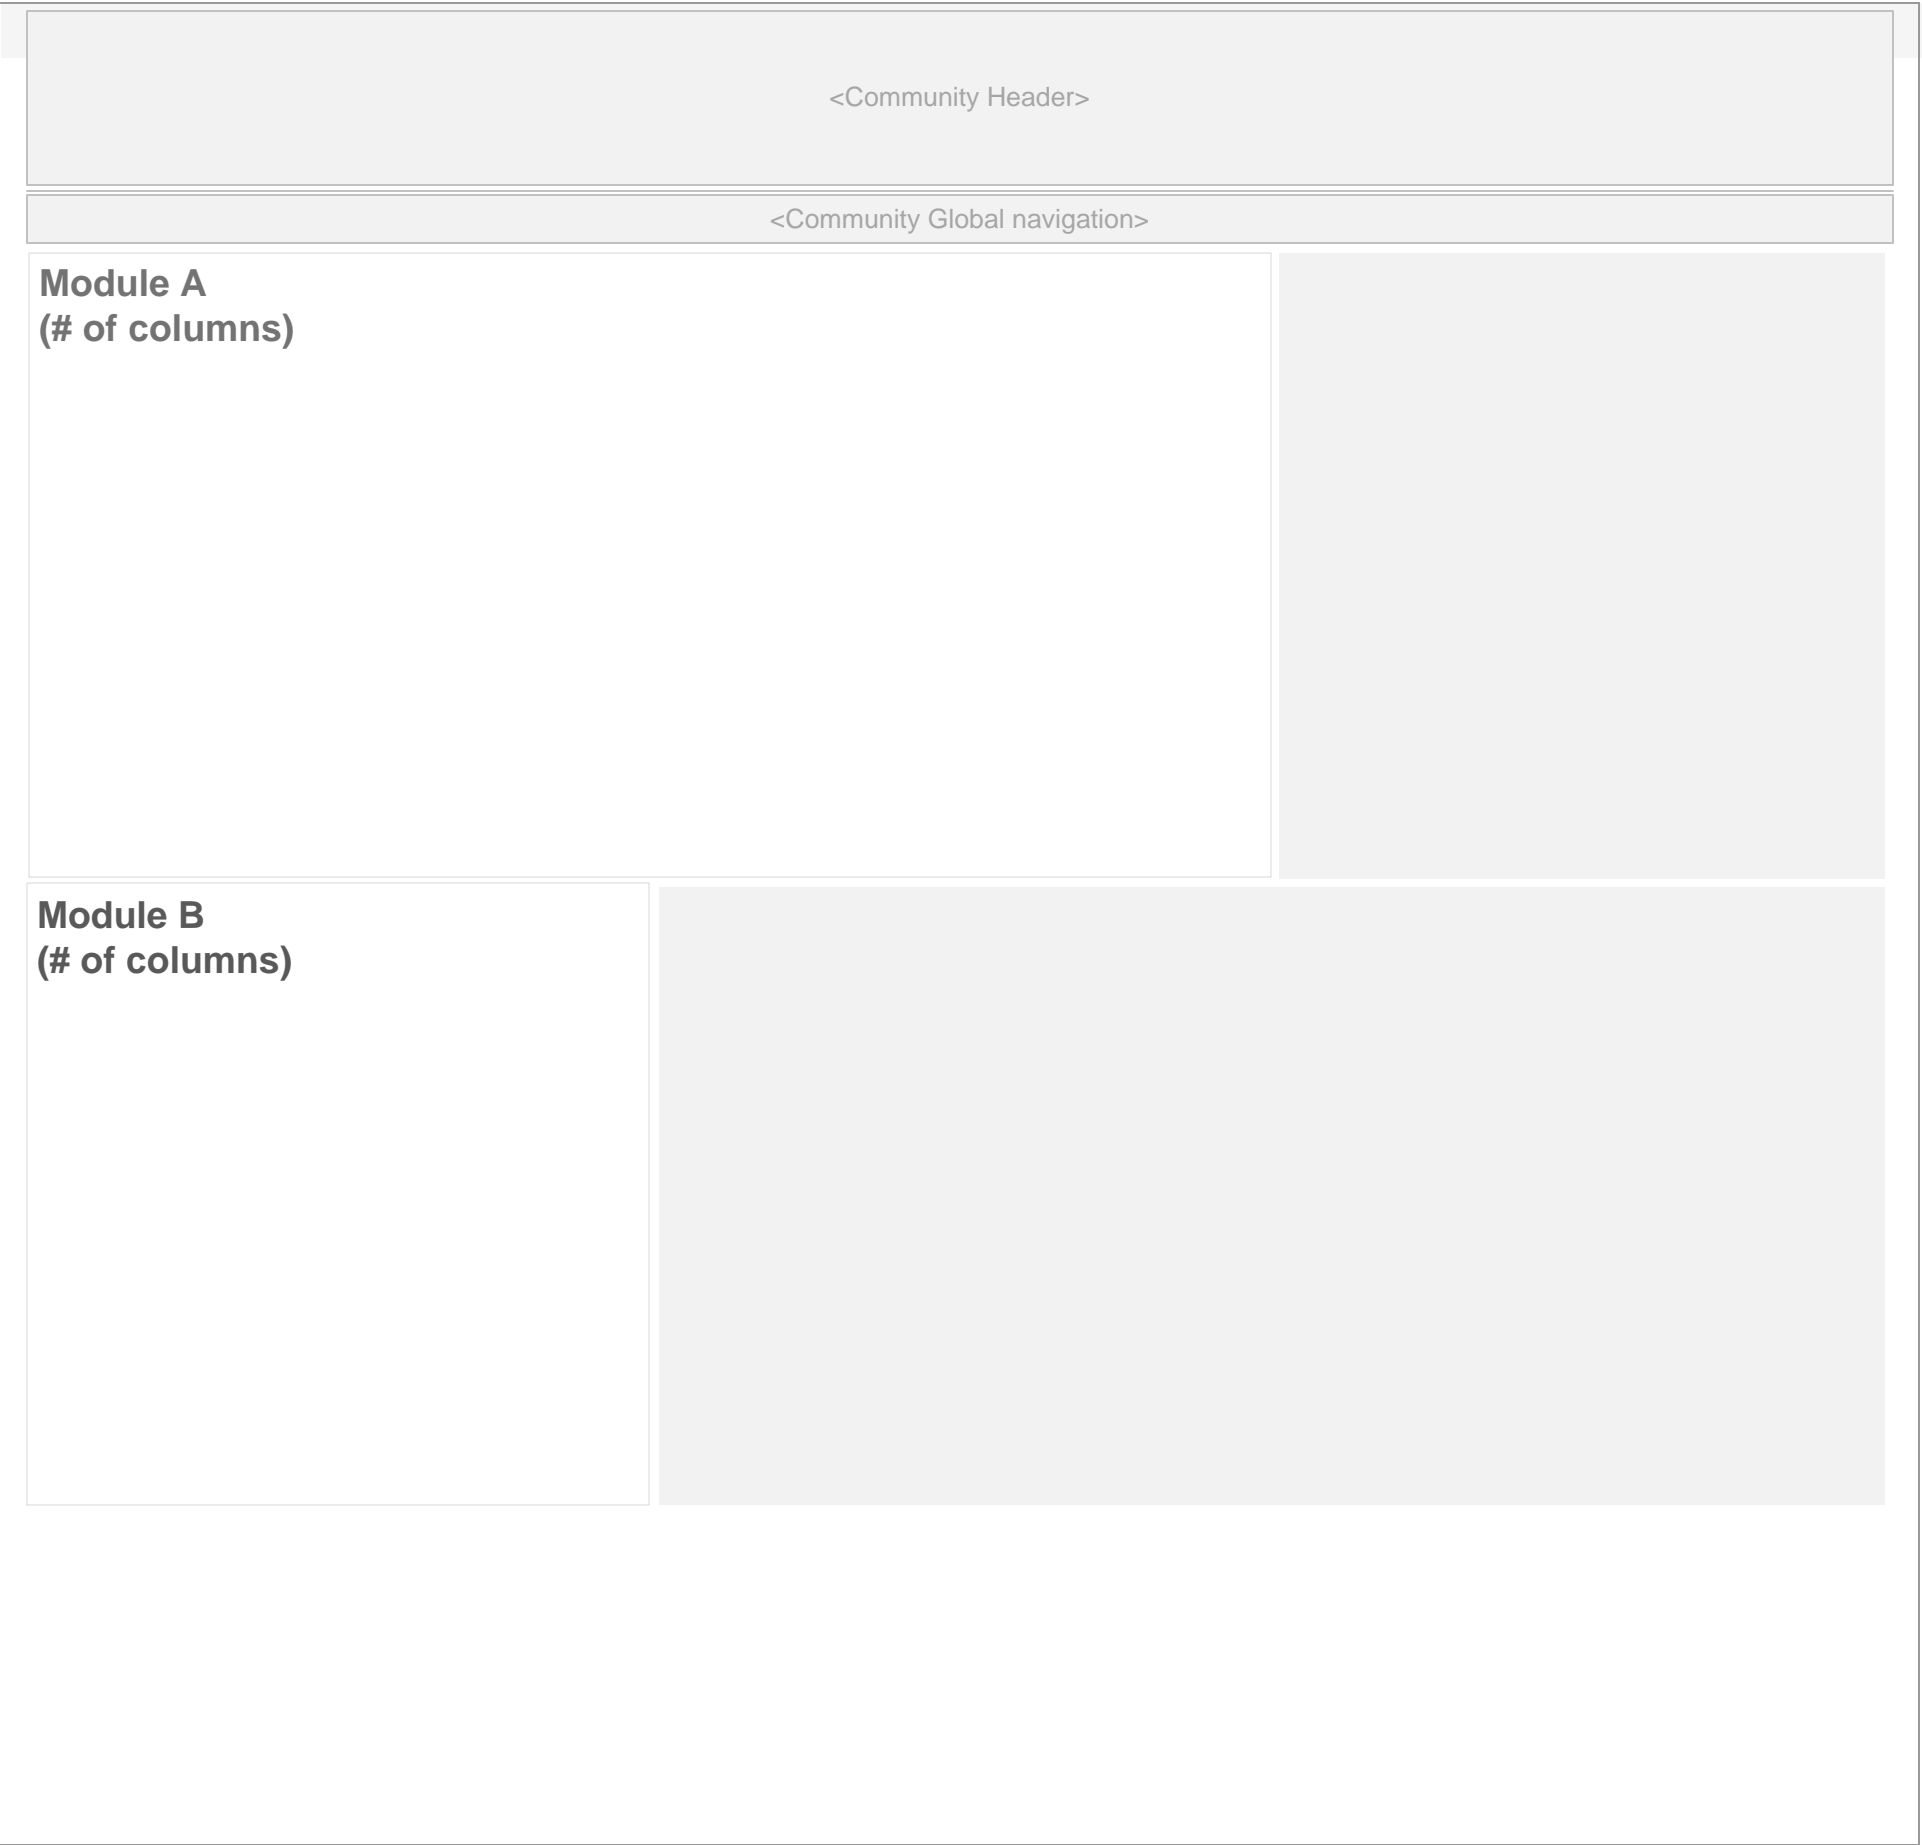 <Community Header>
<Community Global navigation>
Module A
(# of columns)
Module B
(# of columns)